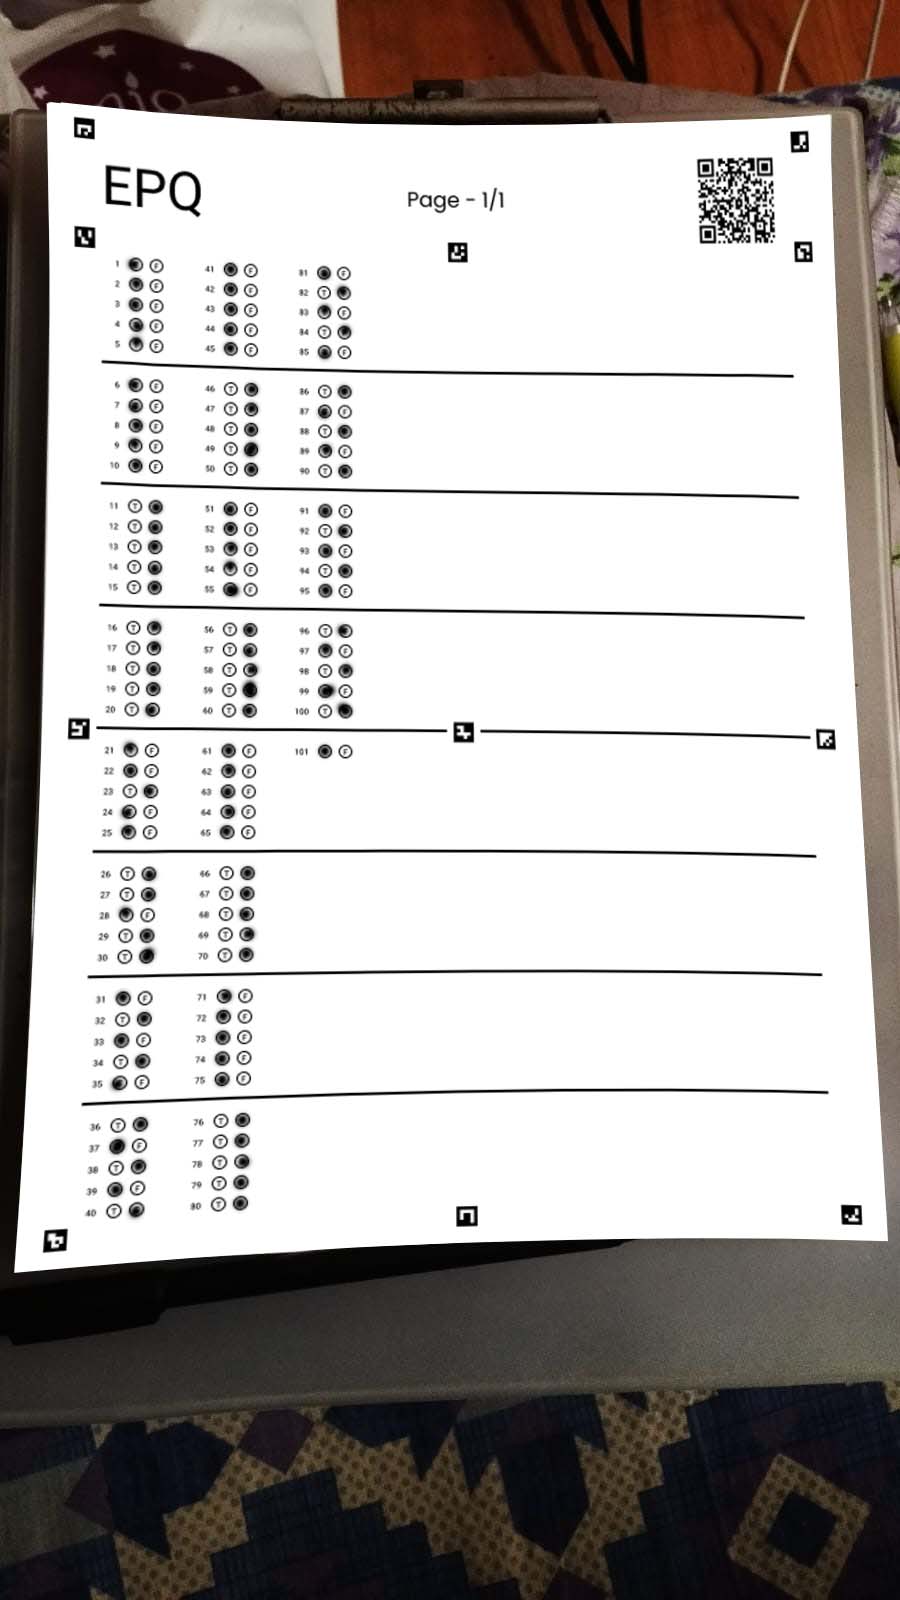 EPQ
Page - 1/1
1 F 41 F 81 F
2 F 42 F 82 T
3 F 43 F 83 F
4 F 44 F 84 T
5 F 45 F 85 F
6 F 46 T 86 T
7 F 47 T 87 F
8 F 48 T 88 T
9 F 49 T 89 F
10 F 50 T 90 T
11 T 51 F 91 F
12 T 52 F 92 T
13 T 53 F 93 F
14 T 54 F 94 T
15 T 55 F 95 F
16 T 56 T 96 T
17 T 57 T 97 F
18 T 58 T 98 T
19 T 59 T 99 F
20 T 60 T 100 T
21 F 61 F 101 F
22 F 62 F
23 T 63 F
24 F 64 F
25 F 65 F
26 T 66 T
27 T 67 T
28 F 68 T
29 T 69 T
30 T 70 T
31 F 71 F
32 T 72 F
33 F 73 F
34 T 74 F
35 F 75 F
36 T 76 T
37 F 77 T
38 T 78 T
39 F 79 T
40 T 80 T